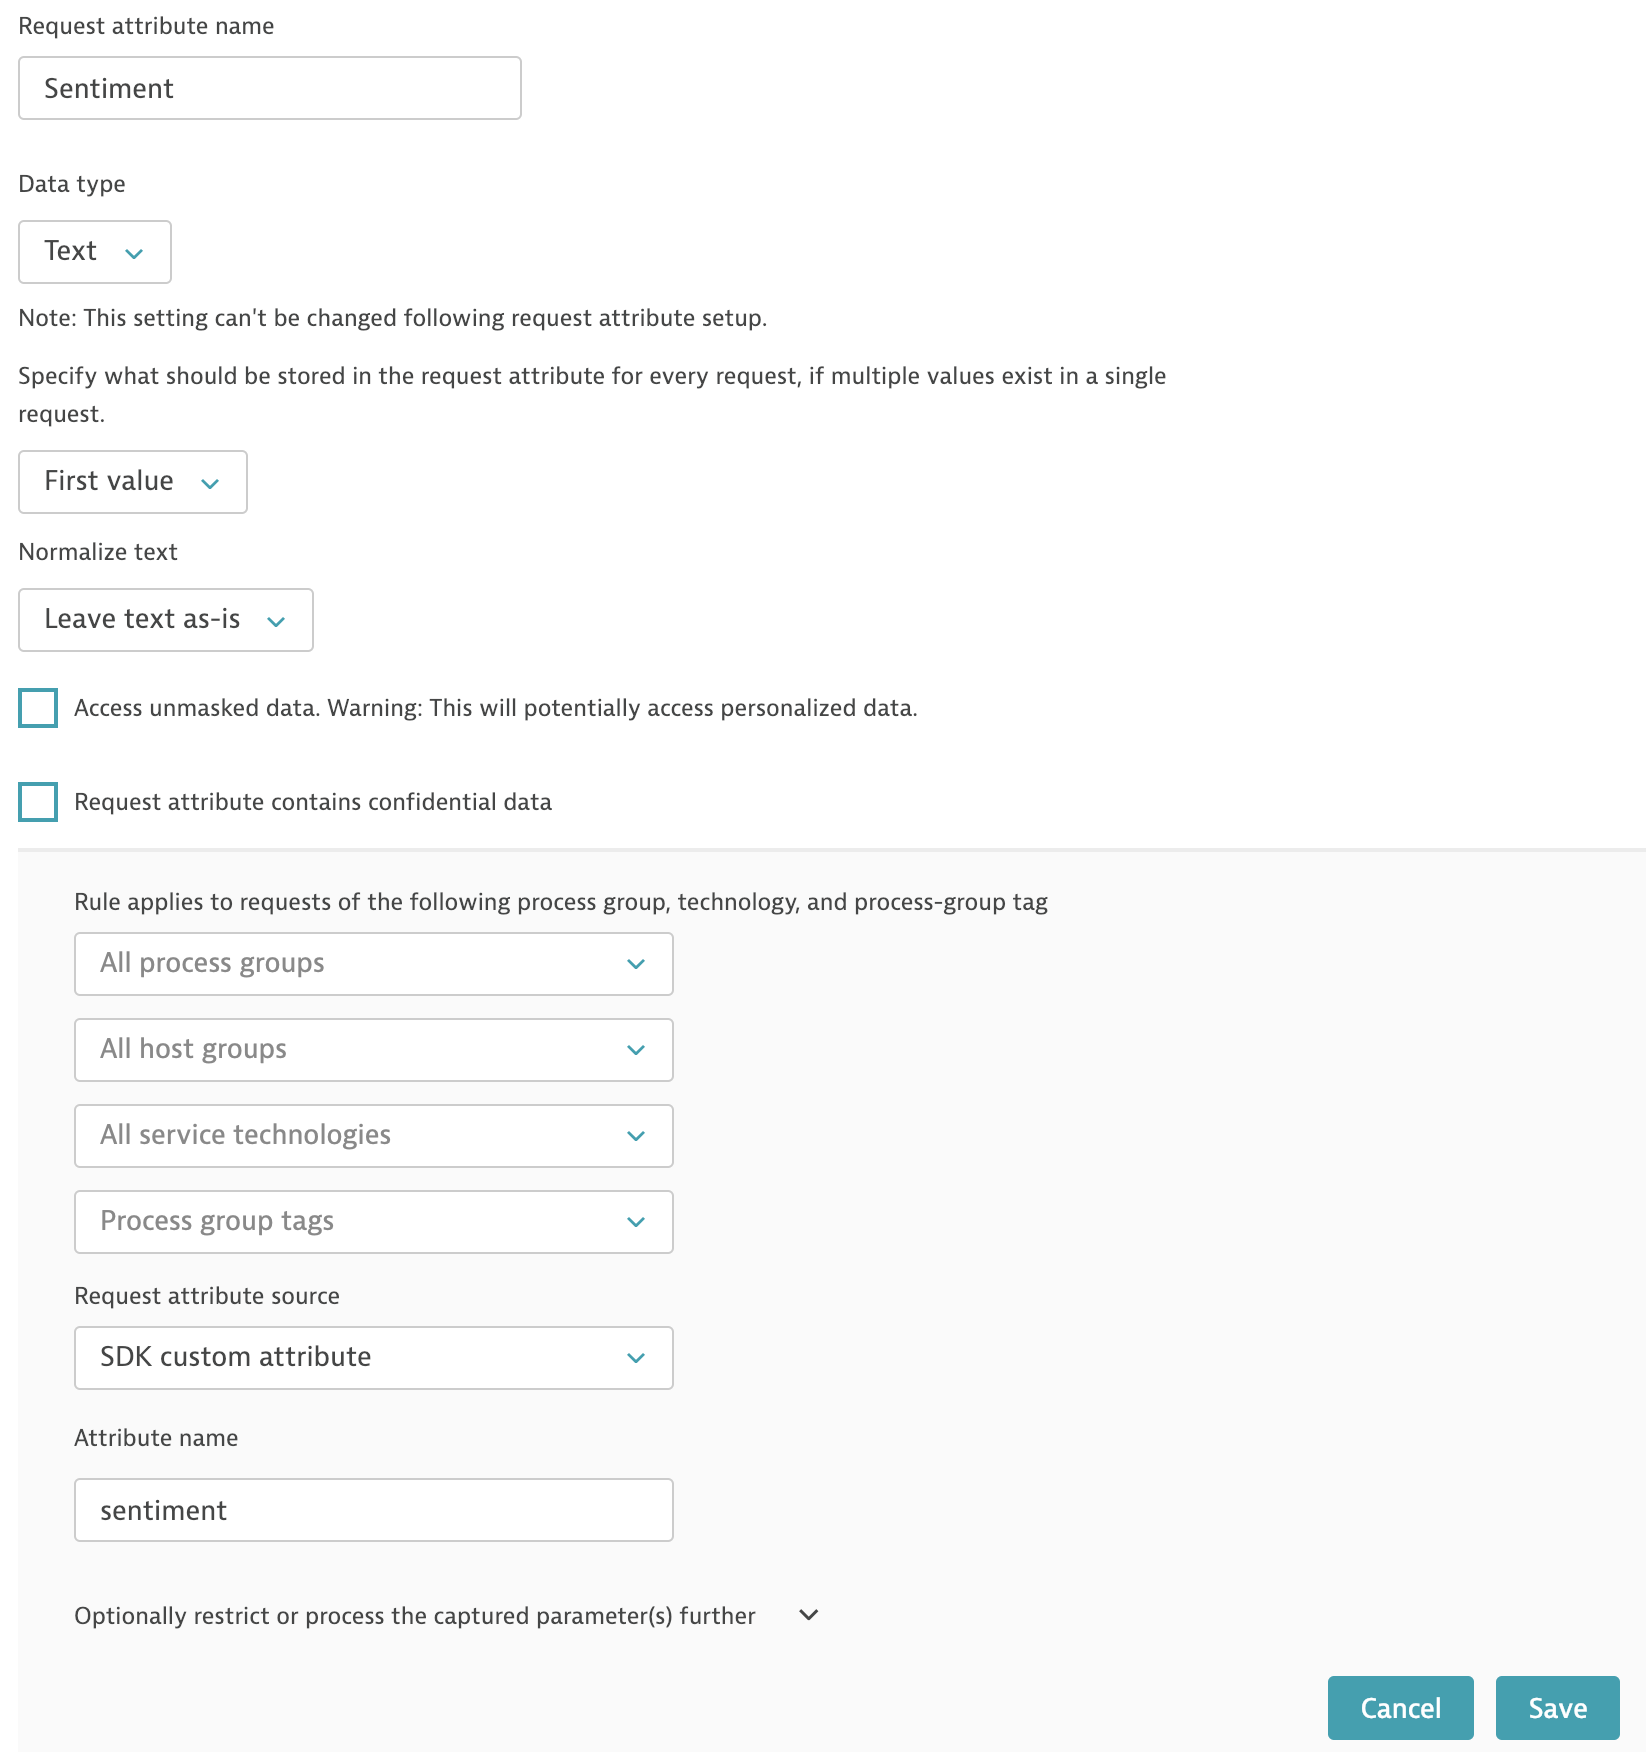 Request attribute name
Sentiment
Data type
Text
Note: This setting can't be changed following request attribute setup.
Specify what should be stored in the request attribute for every request, if multiple values exist in a single
request.
First value
Normalize text
Leave text as-is
Access unmasked data. Warning: This will potentially access personalized data.
Request attribute contains confidential data
Rule applies to requests of the following process group, technology, and process-group tag
All process groups
All host groups
All service technologies
Process group tags
Request attribute source
SDK custom attribute
Attribute name
sentiment
Optionally restrict or process the captured parameter(s) further
Cancel Save